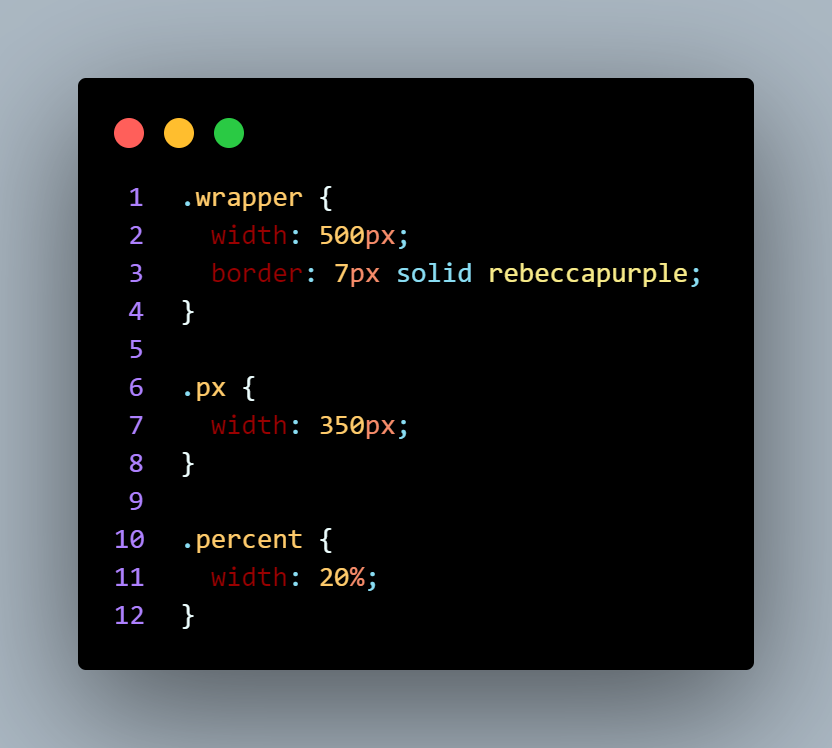 1 .wrapper {
2   width: 500px;
3   border: 7px solid rebeccapurple;
4 }
5
6 .px {
7   width: 350px;
8 }
9
10 .percent {
11   width: 20%;
12 }